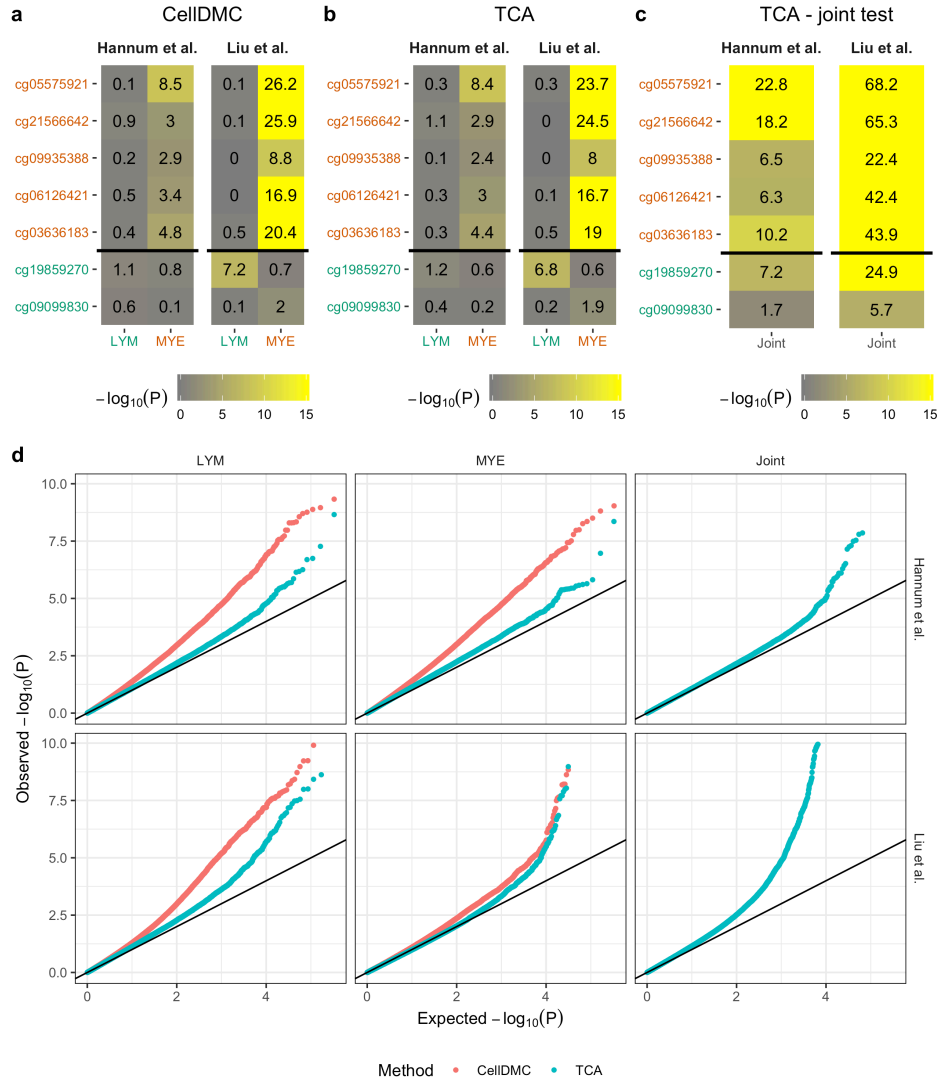 a CellDMC
Hannum et al. Liu et al.
cg05575921 0.1 8.5 0.1 26.2
cg21566642 0.9 3 0.1 25.9
cg09935388 0.2 2.9 0 8.8
cg06126421 0.5 3.4 0 16.9
cg03636183 0.4 4.8 0.5 20.4
cg19859270 1.1 0.8 7.2 0.7
cg09099830 0.6 0.1 0.1 2
LYM MYE LYM MYE
−log10(P) 0 5 10 15
b TCA
Hannum et al. Liu et al.
cg05575921 0.3 8.4 0.3 23.7
cg21566642 1.1 2.9 0 24.5
cg09935388 0.1 2.4 0 8
cg06126421 0.3 3 0.1 16.7
cg03636183 0.3 4.4 0.5 19
cg19859270 1.2 0.6 6.8 0.6
cg09099830 0.4 0.2 0.2 1.9
LYM MYE LYM MYE
−log10(P) 0 5 10 15
c TCA - joint test
Hannum et al. Liu et al.
cg05575921 22.8 68.2
cg21566642 18.2 65.3
cg09935388 6.5 22.4
cg06126421 6.3 42.4
cg03636183 10.2 43.9
cg19859270 7.2 24.9
cg09099830 1.7 5.7
Joint Joint
−log10(P) 0 5 10 15
d
LYM MYE Joint
10.0
7.5
5.0
2.5
0.0
Hannum et al.
10.0
7.5
5.0
2.5
0.0
Liu et al.
Observed −log10(P)
0 2 4 0 2 4 0 2 4
Expected −log10(P)
Method CellDMC TCA